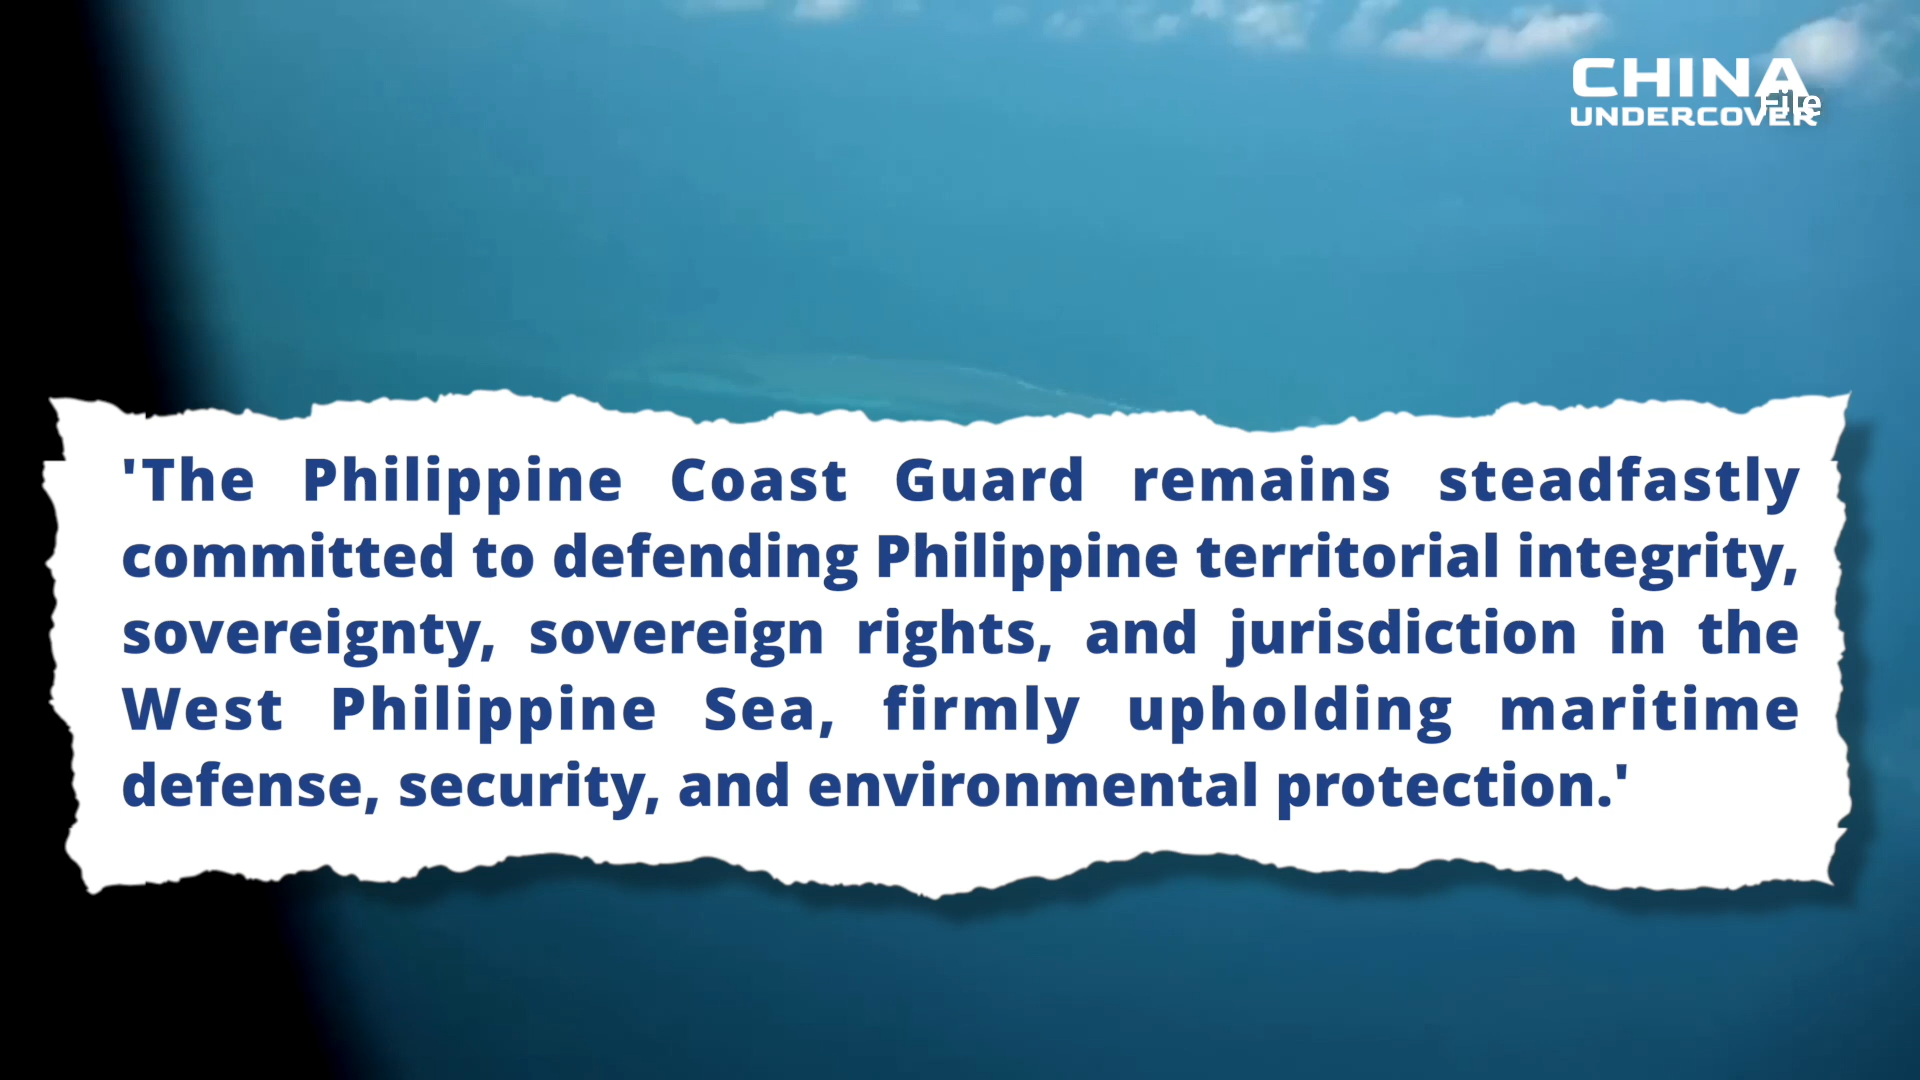 CHINA
File
UNDERCOVER
'The Philippine Coast Guard remains steadfastly
committed to defending Philippine territorial integrity,
sovereignty, sovereign rights, and jurisdiction in the
West Philippine Sea, firmly upholding maritime
defense, security, and environmental protection.'